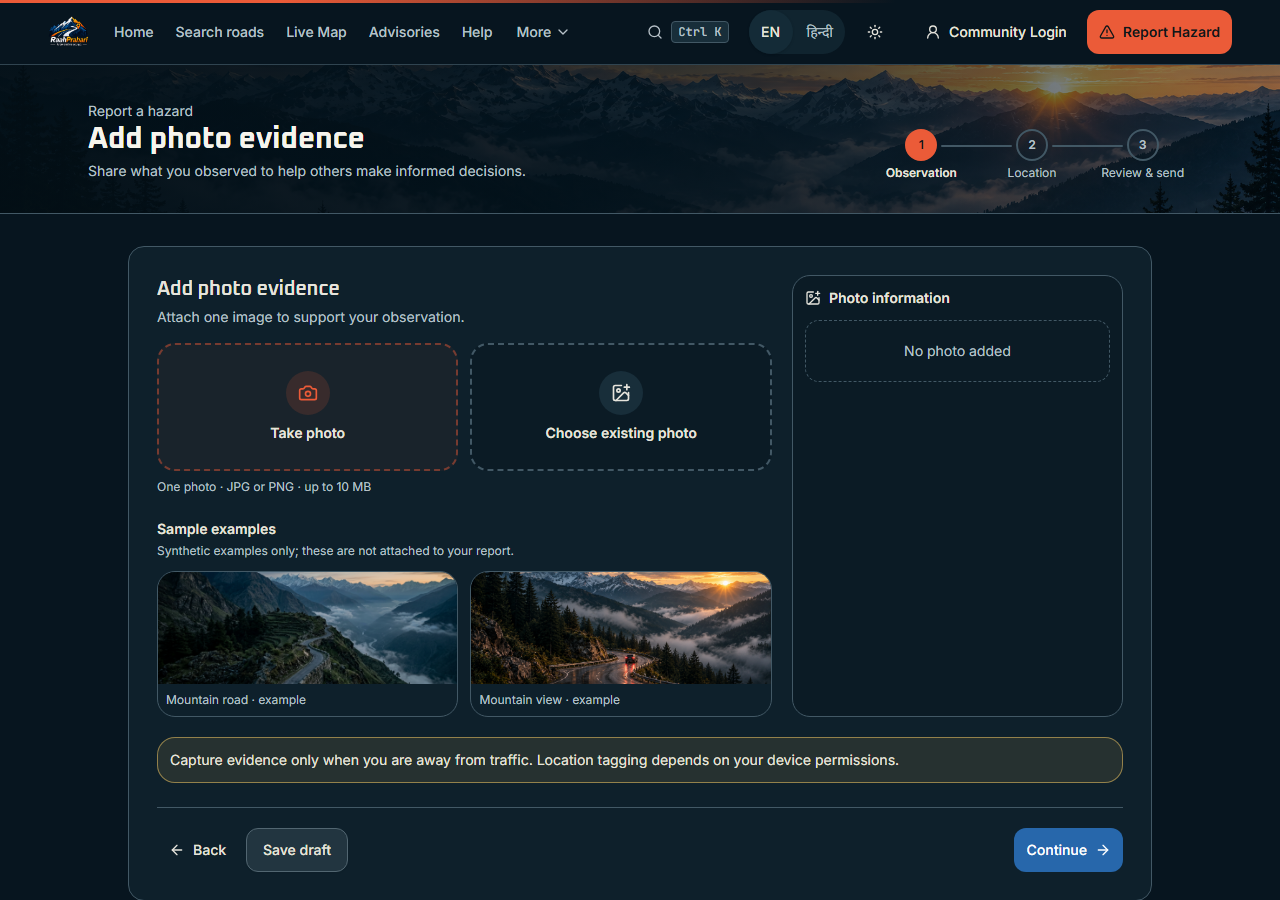 RaahPrahari
Home
Search roads
Live Map
Advisories
Help
More
Ctrl K
EN
हिन्दी
Community Login
Report Hazard
Report a hazard
Add photo evidence
Share what you observed to help others make informed decisions.
1
Observation
2
Location
3
Review & send
Add photo evidence
Attach one image to support your observation.
Take photo
Choose existing photo
One photo · JPG or PNG · up to 10 MB
Sample examples
Synthetic examples only; these are not attached to your report.
Mountain road · example
Mountain view · example
Photo information
No photo added
Capture evidence only when you are away from traffic. Location tagging depends on your device permissions.
Back
Save draft
Continue